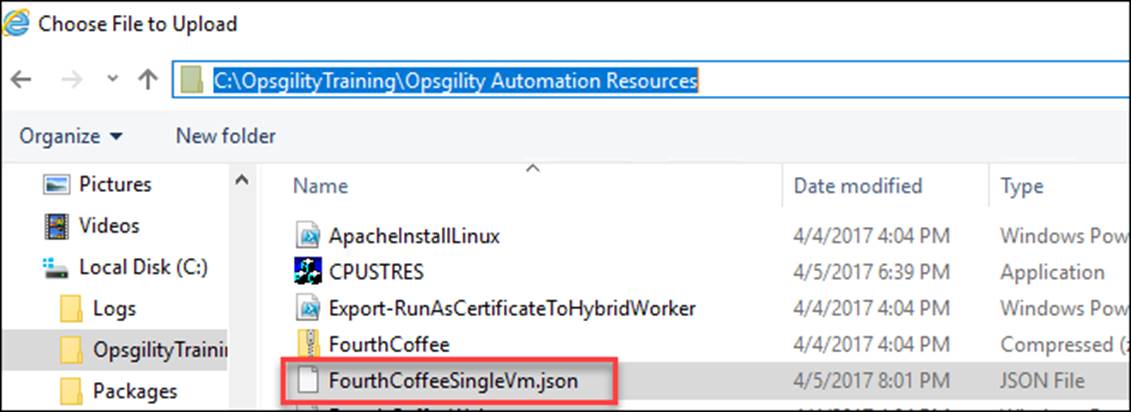 Choose File to Upload
C:\OpsgilityTraining\Opsgility Automation Resources
Organize New folder
Name Date modified Type
Pictures
Videos
Local Disk (C:)
Logs
OpsgilityTraini
Packages
ApacheInstallLinux 4/4/2017 4:04 PM Windows Pow
CPUSTRES 4/5/2017 6:39 PM Application
Export-RunAsCertificateToHybridWorker 4/4/2017 4:04 PM Windows Pow
FourthCoffee 4/4/2017 4:04 PM Compressed (z
FourthCoffeeSingleVm.json 4/5/2017 8:01 PM JSON File